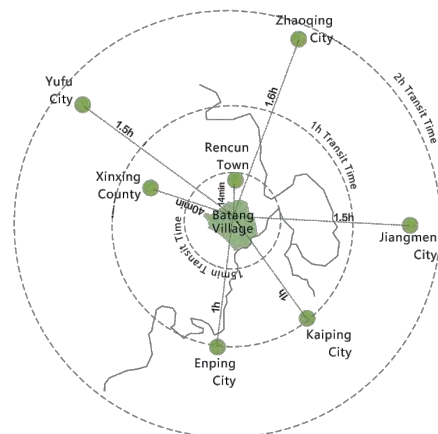 Zhaoqing
City
2h Transit Time
Yufu
City
1.6h
1.5h
1h Transit Time
Rencun
Town
Xinxing
County
40min
14min
Batang
Village
1.5h
Jiangmen
City
15min Transit Time
1h
1h
Kaiping
City
Enping
City